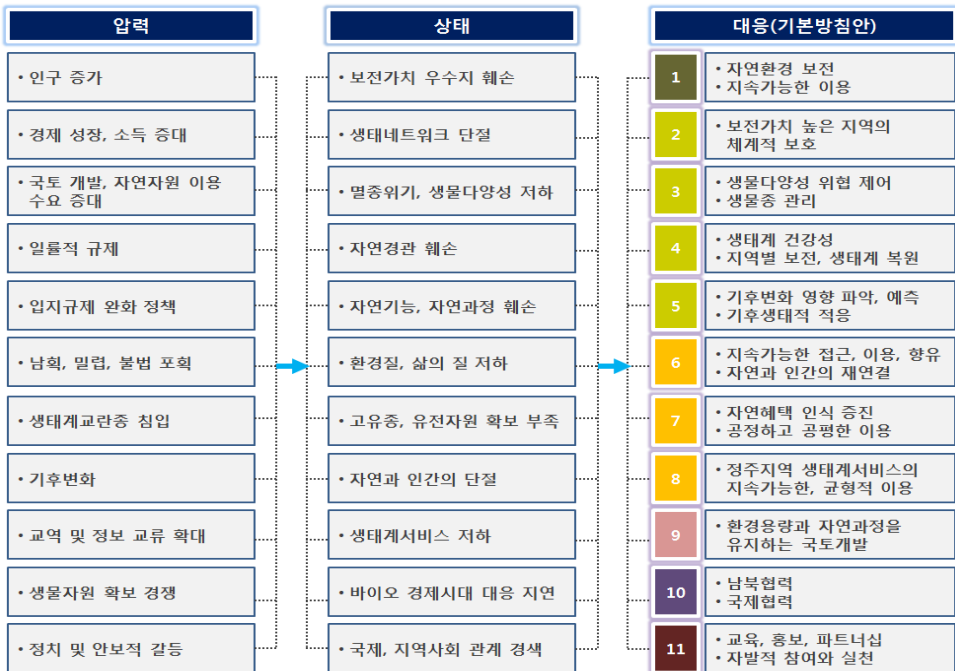 압력
• 인구 증가
• 경제 성장, 소득 증대
• 국토 개발, 자연자원 이용
수요 증대
• 일률적 규제
• 입지규제 완화 정책
• 남획, 밀렵, 불법 포획
• 생태계교란종 침입
• 기후변화
• 교역 및 정보 교류 확대
• 생물자원 확보 경쟁
• 정치 및 안보적 갈등
상태
• 보전가치 우수지 훼손
• 생태네트워크 단절
• 멸종위기, 생물다양성 저하
• 자연경관 훼손
• 자연기능, 자연과정 훼손
• 환경질, 삶의 질 저하
• 고유종, 유전자원 확보 부족
• 자연과 인간의 단절
• 생태계서비스 저하
• 바이오 경제시대 대응 지연
• 국제, 지역사회 관계 경색
대응(기본방침안)
1
• 자연환경 보전
• 지속가능한 이용
2
• 보전가치 높은 지역의
체계적 보호
3
• 생물다양성 위협 제어
• 생물종 관리
4
• 생태계 건강성
• 지역별 보전, 생태계 복원
5
• 기후변화 영향 파악, 예측
• 기후생태적 적응
6
• 지속가능한 접근, 이용, 향유
• 자연과 인간의 재연결
7
• 자연혜택 인식 증진
• 공정하고 공평한 이용
8
• 정주지역 생태계서비스의
지속가능한, 균형적 이용
9
• 환경용량과 자연과정을
유지하는 국토개발
10
• 남북협력
• 국제협력
11
• 교육, 홍보, 파트너십
• 자발적 참여와 실천